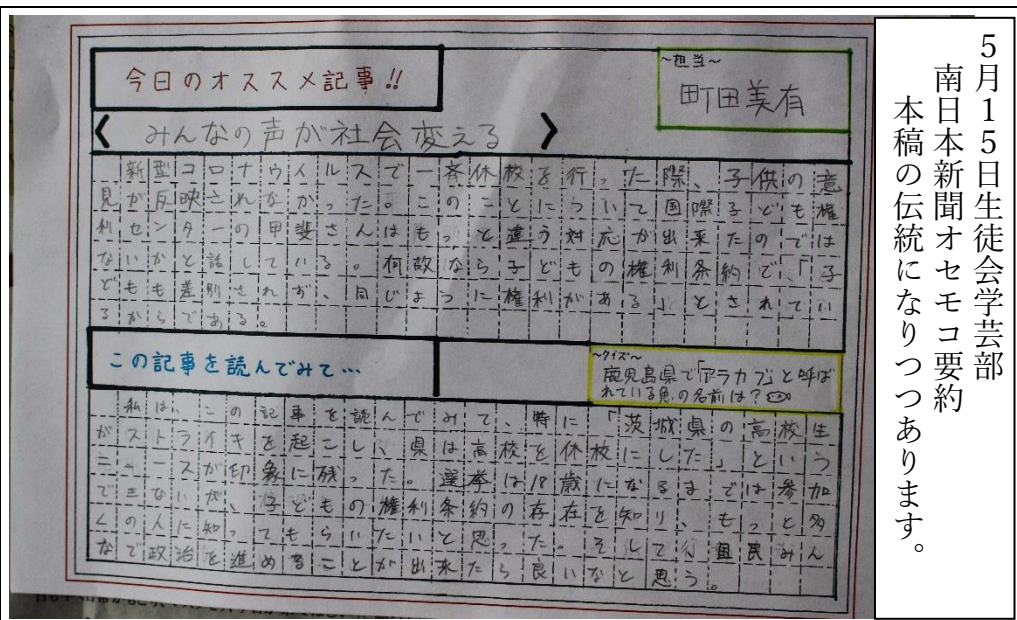 5月15日生徒会学芸部
南日本新聞オセモコ要約
本稿の伝統になりつつあります。
今日のオススメ記事!!
~担当~
町田美有
< みんなの声が社会変える >
新型コロナウイルスで一斉休校を行った際、子供の意
見が反映されなかった。このことについて国際子ども権
利センターの甲斐さんはもっと違う対応が出来たのでは
ないかと話している。何故なら子どもの権利条約で、「子
どもも差別されず、同じように権利がある」とされてい
るからである。
この記事を読んでみて…
~クイズ~
鹿児島県で「アラカブ」と呼ば
れている魚の名前は?
私は、この記事を読んでみて、特に「茨城県の高校生
がストライキを起こし、県は高校を休校にした」という
ニュースが印象に残った。選挙は18歳になるまでは参加
できないが、子どもの権利条約の存在を知り、もっと多
くの人に知ってもらいたいと思った。そして国民みん
なで政治を進めることが出来たら良いなと思う。